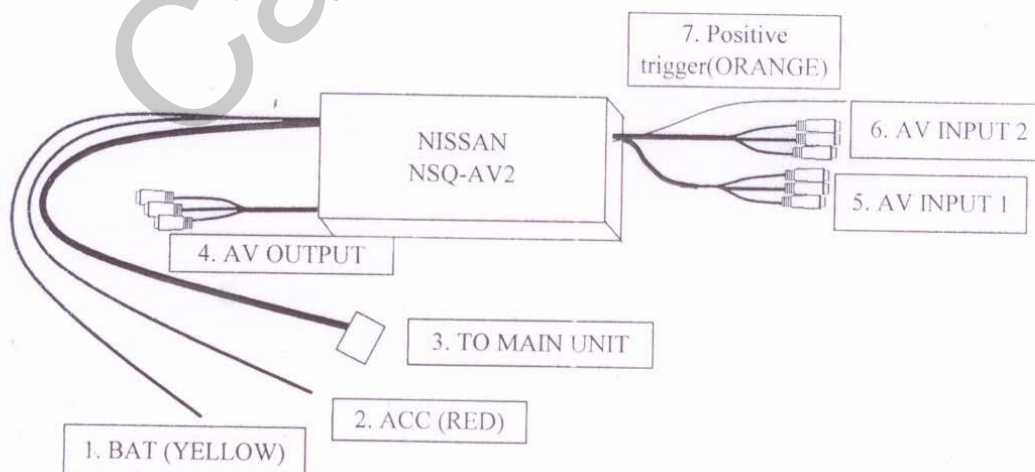 Ca
7. Positive
trigger(ORANGE)
NISSAN
NSQ-AV2
6. AV INPUT 2
5. AV INPUT 1
4. AV OUTPUT
3. TO MAIN UNIT
2. ACC (RED)
1. BAT (YELLOW)